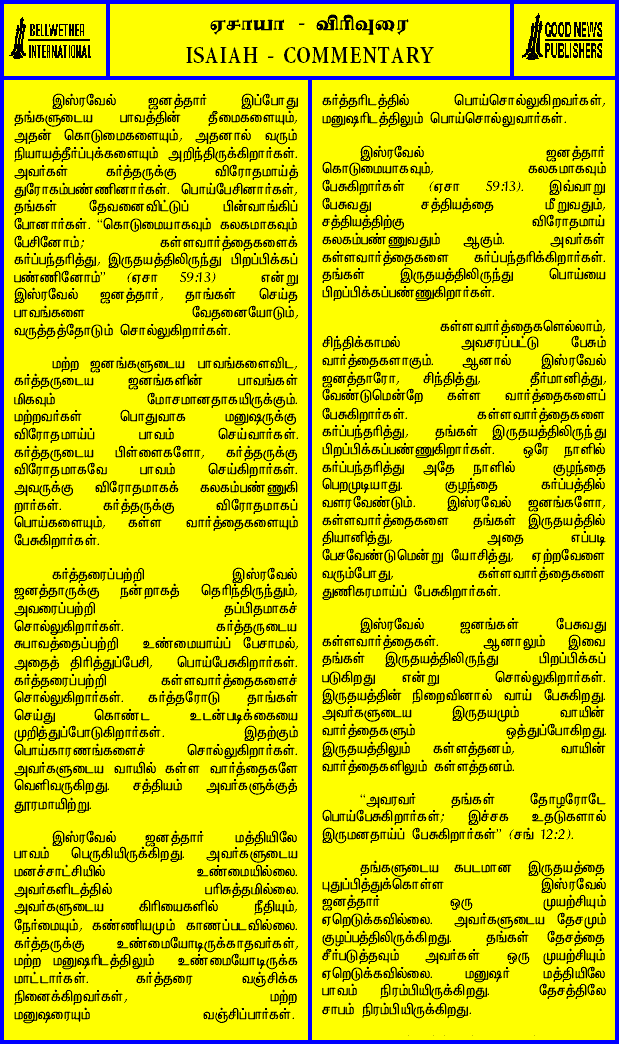 BELLWETHER
INTERNATIONAL
ஏசாயா - விரிவுரை
ISAIAH - COMMENTARY
GOOD NEWS
PUBLISHERS
இஸ்ரவேல் ஜனத்தார் இப்போது
தங்களுடைய பாவத்தின் தீமைகளையும்,
அதன் கொடுமைகளையும், அதனால் வரும்
நியாயத்தீர்ப்புக்களையும் அறிந்திருக்கிறார்கள்.
அவர்கள் கர்த்தருக்கு விரோதமாய்த்
துரோகம்பண்ணினார்கள். பொய்பேசினார்கள்,
தங்கள் தேவனைவிட்டுப் பின்வாங்கிப்
போனார்கள். “கொடுமையாகவும் கலகமாகவும்
பேசினோம்; கள்ளவார்த்தைகளைக்
கர்ப்பந்தரித்து, இருதயத்திலிருந்து பிறப்பிக்கப்
பண்ணினோம்” (ஏசா 59:13) என்று
இஸ்ரவேல் ஜனத்தார், தாங்கள் செய்த
பாவங்களை வேதனையோடும்,
வருத்தத்தோடும் சொல்லுகிறார்கள்.
மற்ற ஜனங்களுடைய பாவங்களைவிட,
கர்த்தருடைய ஜனங்களின் பாவங்கள்
மிகவும் மோசமானதாகயிருக்கும்.
மற்றவர்கள் பொதுவாக மனுஷருக்கு
விரோதமாய்ப் பாவம் செய்வார்கள்.
கர்த்தருடைய பிள்ளைகளோ, கர்த்தருக்கு
விரோதமாகவே பாவம் செய்கிறார்கள்.
அவருக்கு விரோதமாகக் கலகம்பண்ணுகி
றார்கள். கர்த்தருக்கு விரோதமாகப்
பொய்களையும், கள்ள வார்த்தைகளையும்
பேசுகிறார்கள்.
கர்த்தரைப்பற்றி இஸ்ரவேல்
ஜனத்தாருக்கு நன்றாகத் தெரிந்திருந்தும்,
அவரைப்பற்றி தப்பிதமாகச்
சொல்லுகிறார்கள். கர்த்தருடைய
சுபாவத்தைப்பற்றி உண்மையாய்ப் பேசாமல்,
அதைத் திரித்துப்பேசி, பொய்பேசுகிறார்கள்.
கர்த்தரைப்பற்றி கள்ளவார்த்தைகளைச்
சொல்லுகிறார்கள். கர்த்தரோடு தாங்கள்
செய்து கொண்ட உடன்படிக்கையை
முறித்துப்போடுகிறார்கள். இதற்கும்
பொய்காரணங்களைச் சொல்லுகிறார்கள்.
அவர்களுடைய வாயில் கள்ள வார்த்தைகளே
வெளிவருகிறது. சத்தியம் அவர்களுக்குத்
தூரமாயிற்று.
இஸ்ரவேல் ஜனத்தார் மத்தியிலே
பாவம் பெருகியிருக்கிறது. அவர்களுடைய
மனச்சாட்சியில் உண்மையில்லை.
அவர்களிடத்தில் பரிசுத்தமில்லை.
அவர்களுடைய கிரியைகளில் நீதியும்,
நேர்மையும், கண்ணியமும் காணப்படவில்லை.
கர்த்தருக்கு உண்மையோடிருக்காதவர்கள்,
மற்ற மனுஷரிடத்திலும் உண்மையோடிருக்க
மாட்டார்கள். கர்த்தரை வஞ்சிக்க
நினைக்கிறவர்கள், மற்ற
மனுஷரையும் வஞ்சிப்பார்கள்.
கர்த்தரிடத்தில் பொய்சொல்லுகிறவர்கள்,
மனுஷரிடத்திலும் பொய்சொல்லுவார்கள்.
இஸ்ரவேல் ஜனத்தார்
கொடுமையாகவும், கலகமாகவும்
பேசுகிறார்கள் (ஏசா 59:13). இவ்வாறு
பேசுவது சத்தியத்தை மீறுவதும்,
சத்தியத்திற்கு விரோதமாய்
கலகம்பண்ணுவதும் ஆகும். அவர்கள்
கள்ளவார்த்தைகளை கர்ப்பந்தரிக்கிறார்கள்.
தங்கள் இருதயத்திலிருந்து பொய்யை
பிறப்பிக்கப்பண்ணுகிறார்கள்.
கள்ளவார்த்தைகளெல்லாம்,
சிந்திக்காமல் அவசரப்பட்டு பேசும்
வார்த்தைகளாகும். ஆனால் இஸ்ரவேல்
ஜனத்தாரோ, சிந்தித்து, தீர்மானித்து,
வேண்டுமென்றே கள்ள வார்த்தைகளைப்
பேசுகிறார்கள். கள்ளவார்த்தைகளை
கர்ப்பந்தரித்து, தங்கள் இருதயத்திலிருந்து
பிறப்பிக்கப்பண்ணுகிறார்கள். ஒரே நாளில்
கர்ப்பந்தரித்து அதே நாளில் குழந்தை
பெறமுடியாது. குழந்தை கர்ப்பத்தில்
வளரவேண்டும். இஸ்ரவேல் ஜனங்களோ,
கள்ளவார்த்தைகளை தங்கள் இருதயத்தில்
தியானித்து, அதை எப்படி
பேசவேண்டுமென்று யோசித்து, ஏற்றவேளை
வரும்போது, கள்ளவார்த்தைகளை
துணிகரமாய்ப் பேசுகிறார்கள்.
இஸ்ரவேல் ஜனங்கள் பேசுவது
கள்ளவார்த்தைகள். ஆனாலும் இவை
தங்கள் இருதயத்திலிருந்து பிறப்பிக்கப்
படுகிறது என்று சொல்லுகிறார்கள்.
இருதயத்தின் நிறைவினால் வாய் பேசுகிறது.
அவர்களுடைய இருதயமும் வாயின்
வார்த்தைகளும் ஒத்துப்போகிறது.
இருதயத்திலும் கள்ளத்தனம், வாயின்
வார்த்தைகளிலும் கள்ளத்தனம்.
“அவரவர் தங்கள் தோழரோடே
பொய்பேசுகிறார்கள்; இச்சக உதடுகளால்
இருமனதாய்ப் பேசுகிறார்கள்” (சங் 12:2).
தங்களுடைய கபடமான இருதயத்தை
புதுப்பித்துக்கொள்ள இஸ்ரவேல்
ஜனத்தார் ஒரு முயற்சியும்
ஏறெடுக்கவில்லை. அவர்களுடைய தேசமும்
குழப்பத்திலிருக்கிறது. தங்கள் தேசத்தை
சீர்படுத்தவும் அவர்கள் ஒரு முயற்சியும்
ஏறெடுக்கவில்லை. மனுஷர் மத்தியிலே
பாவம் நிரம்பியிருக்கிறது. தேசத்திலே
சாபம் நிரம்பியிருக்கிறது.